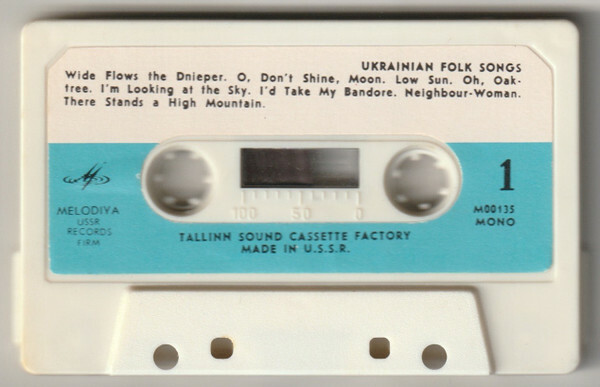 UKRAINIAN FOLK SONGS
Wide Flows the Dnieper. O, Don't Shine, Moon. Low Sun. Oh, Oak-
tree. I'm Looking at the Sky. I'd Take My Bandore. Neighbour-Woman.
There Stands a High Mountain.
1
100 50 0
MELODIYA
USSR
RECORDS
FIRM
M00135
MONO
TALLINN SOUND CASSETTE FACTORY
MADE IN U.S.S.R.